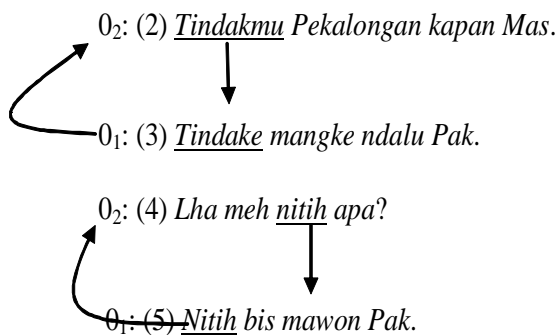 0₂: (2) Tindakmu Pekalongan kapan Mas.
0₁: (3) Tindake mangke ndalu Pak.
0₂: (4) Lha meh nitih apa?
0₁: (5) Nitih bis mawon Pak.